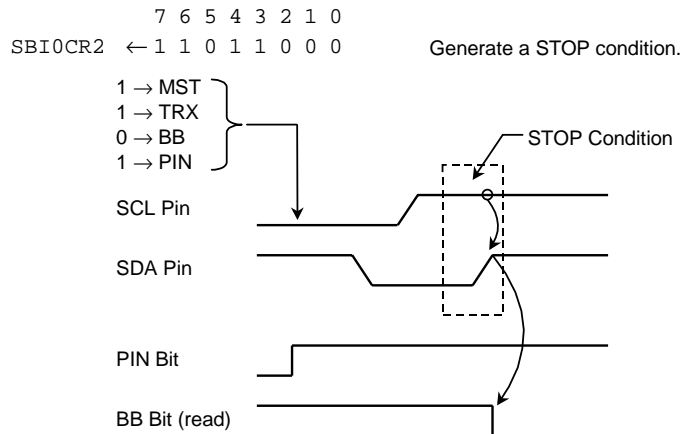 7 6 5 4 3 2 1 0
SBI0CR2 ← 1 1 0 1 1 0 0 0 Generate a STOP condition.
1 → MST
1 → TRX
0 → BB
1 → PIN
STOP Condition
SCL Pin
SDA Pin
PIN Bit
BB Bit (read)